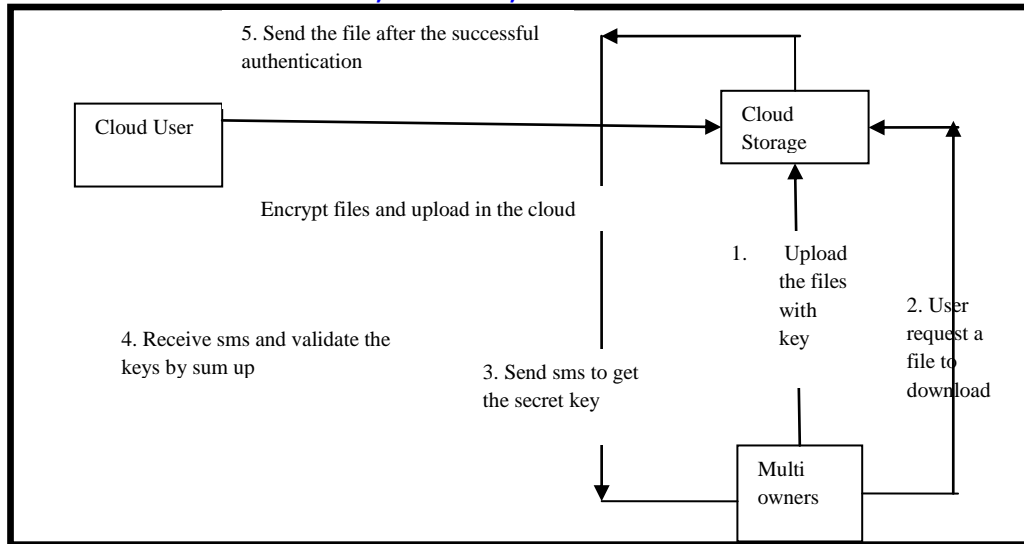 5. Send the file after the successful
authentication
Cloud User
Cloud
Storage
Encrypt files and upload in the cloud
1. Upload
the files
with
key
2. User
request a
file to
download
4. Receive sms and validate the
keys by sum up
3. Send sms to get
the secret key
Multi
owners